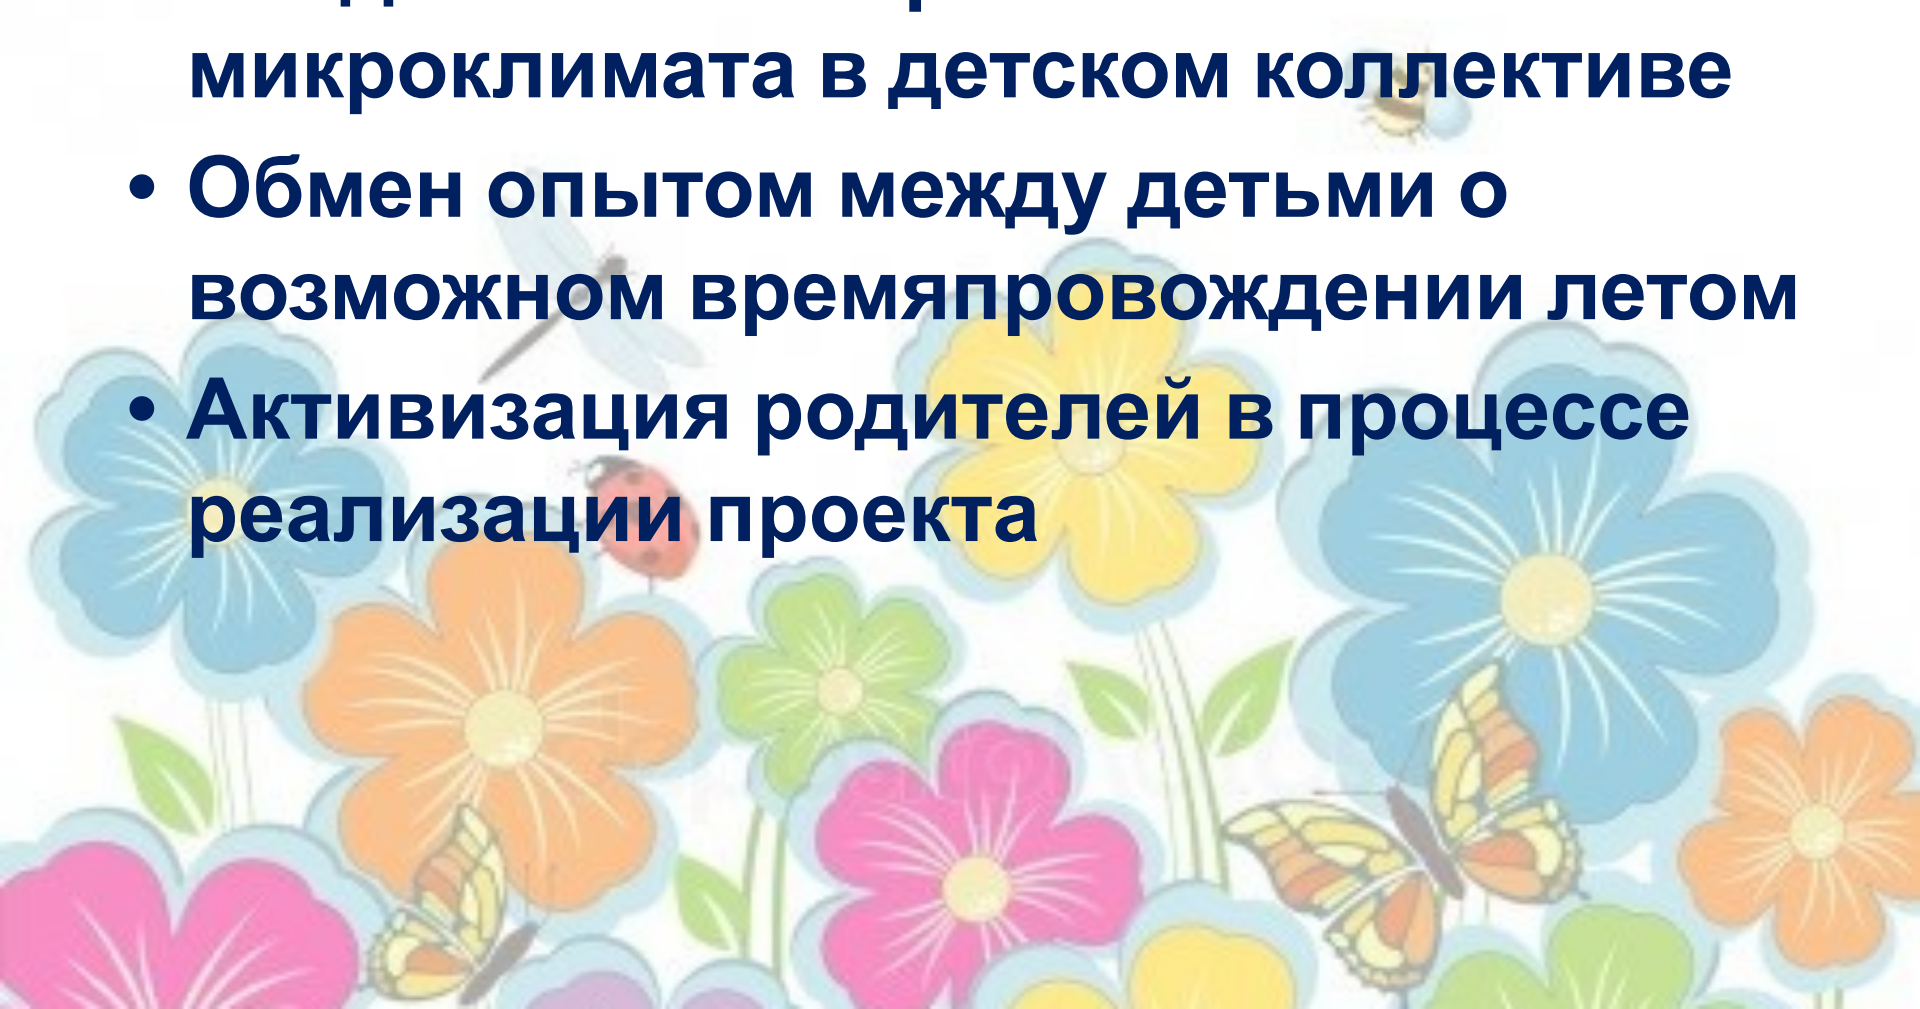 микроклимата в детском коллективе
• Обмен опытом между детьми о
возможном времяпровождении летом
• Активизация родителей в процессе
реализации проекта